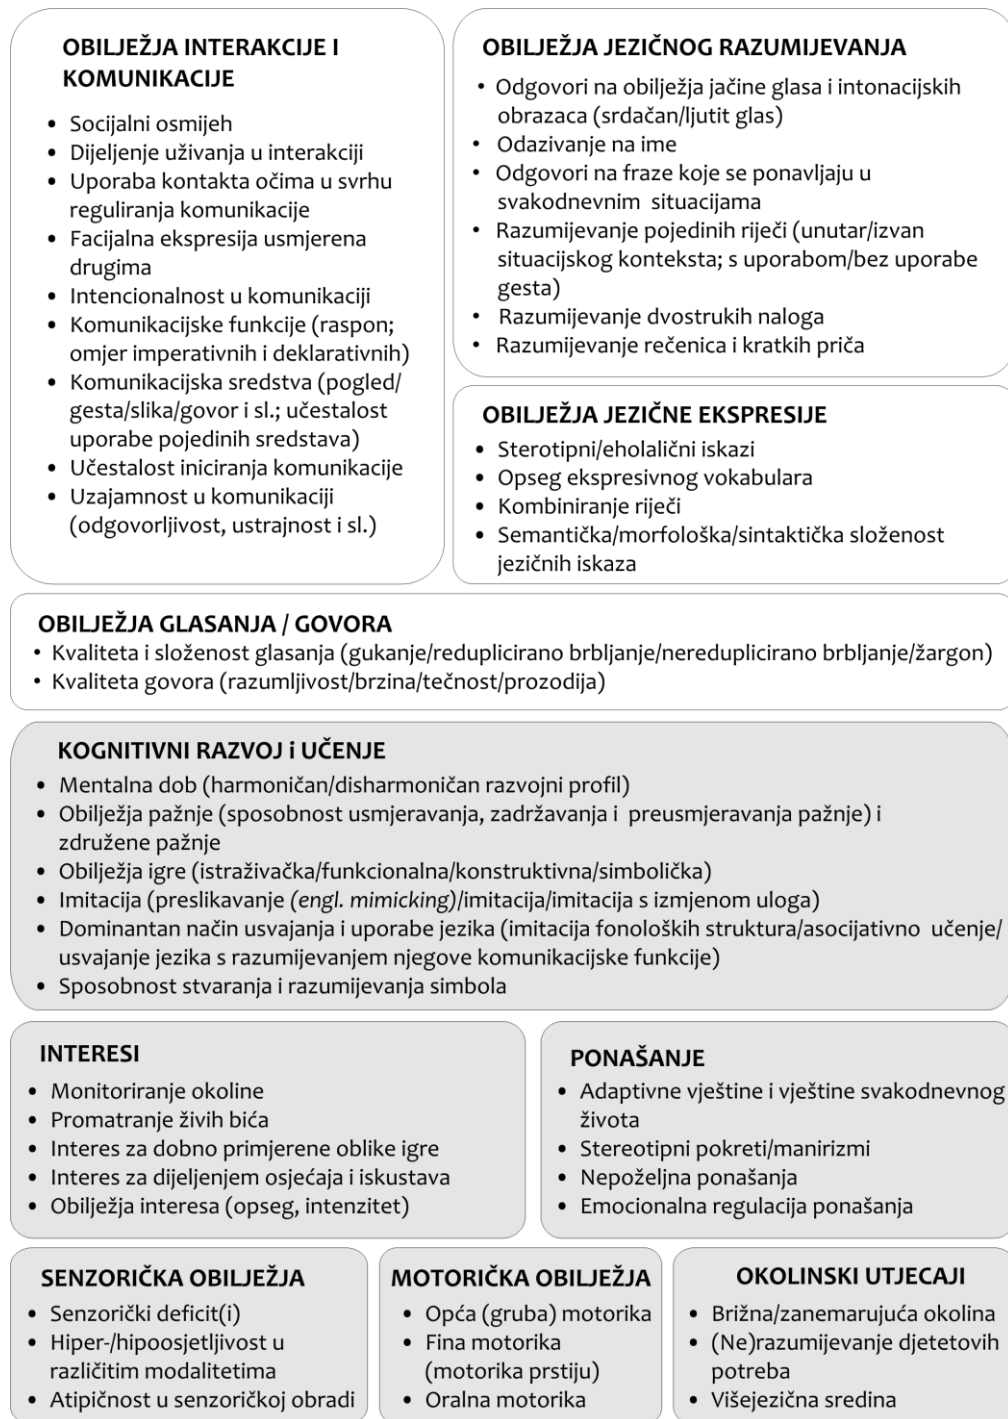 OBILJEŽJA INTERAKCIJE I
KOMUNIKACIJE
• Socijalni osmijeh
• Dijeljenje uživanja u interakciji
• Uporaba kontakta očima u svrhu
reguliranja komunikacije
• Facijalna ekspresija usmjerena
drugima
• Intencionalnost u komunikaciji
• Komunikacijske funkcije (raspon;
omjer imperativnih i deklarativnih)
• Komunikacijska sredstva (pogled/
gesta/slika/govor i sl.; učestalost
uporabe pojedinih sredstava)
• Učestalost iniciranja komunikacije
• Uzajamnost u komunikaciji
(odgovorljivost, ustrajnost i sl.)
OBILJEŽJA JEZIČNOG RAZUMIJEVANJA
• Odgovori na obilježja jačine glasa i intonacijskih
obrazaca (srdačan/ljutit glas)
• Odazivanje na ime
• Odgovori na fraze koje se ponavljaju u
svakodnevnim situacijama
• Razumijevanje pojedinih riječi (unutar/izvan
situacijskog konteksta; s uporabom/bez uporabe
gesta)
• Razumijevanje dvostrukih naloga
• Razumijevanje rečenica i kratkih priča
OBILJEŽJA JEZIČNE EKSPRESIJE
• Sterotipni/eholalični iskazi
• Opseg ekspresivnog vokabulara
• Kombiniranje riječi
• Semantička/morfološka/sintaktička složenost
jezičnih iskaza
OBILJEŽJA GLASANJA / GOVORA
• Kvaliteta i složenost glasanja (gukanje/reduplicirano brbljanje/nereduplicirano brbljanje/žargon)
• Kvaliteta govora (razumljivost/brzina/tečnost/prozodija)
KOGNITIVNI RAZVOJ i UČENJE
• Mentalna dob (harmoničan/disharmoničan razvojni profil)
• Obilježja pažnje (sposobnost usmjeravanja, zadržavanja i preusmjeravanja pažnje) i
združene pažnje
• Obilježja igre (istraživačka/funkcionalna/konstruktivna/simbolička)
• Imitacija (preslikavanje (engl. mimicking)/imitacija/imitacija s izmjenom uloga)
• Dominantan način usvajanja i uporabe jezika (imitacija fonoloških struktura/asocijativno učenje/
usvajanje jezika s razumijevanjem njegove komunikacijske funkcije)
• Sposobnost stvaranja i razumijevanja simbola
INTERESI
• Monitoriranje okoline
• Promatranje živih bića
• Interes za dobno primjerene oblike igre
• Interes za dijeljenjem osjećaja i iskustava
• Obilježja interesa (opseg, intenzitet)
PONAŠANJE
• Adaptivne vještine i vještine svakodnevnog
života
• Stereotipni pokreti/manirizmi
• Nepoželjna ponašanja
• Emocionalna regulacija ponašanja
SENZORIČKA OBILJEŽJA
• Senzorički deficit(i)
• Hiper-/hipoosjetljivost u
različitim modalitetima
• Atipičnost u senzoričkoj obradi
MOTORIČKA OBILJEŽJA
• Opća (gruba) motorika
• Fina motorika
(motorika prstiju)
• Oralna motorika
OKOLINSKI UTJECAJI
• Brižna/zanemarujuća okolina
• (Ne)razumijevanje djetetovih
potreba
• Višejezična sredina